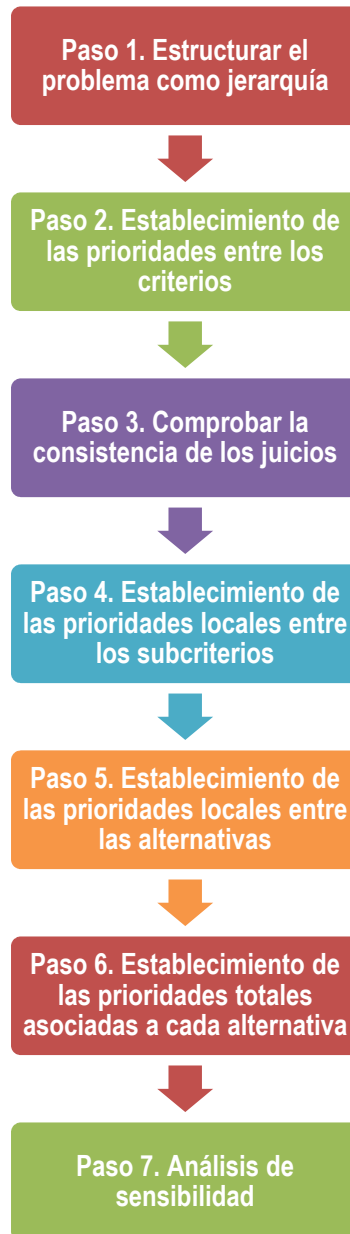 Paso 1. Estructurar el
problema como jerarquía
Paso 2. Establecimiento de
las prioridades entre los
criterios
Paso 3. Comprobar la
consistencia de los juicios
Paso 4. Establecimiento de
las prioridades locales entre
los subcriterios
Paso 5. Establecimiento de
las prioridades locales entre
las alternativas
Paso 6. Establecimiento de
las prioridades totales
asociadas a cada alternativa
Paso 7. Análisis de
sensibilidad